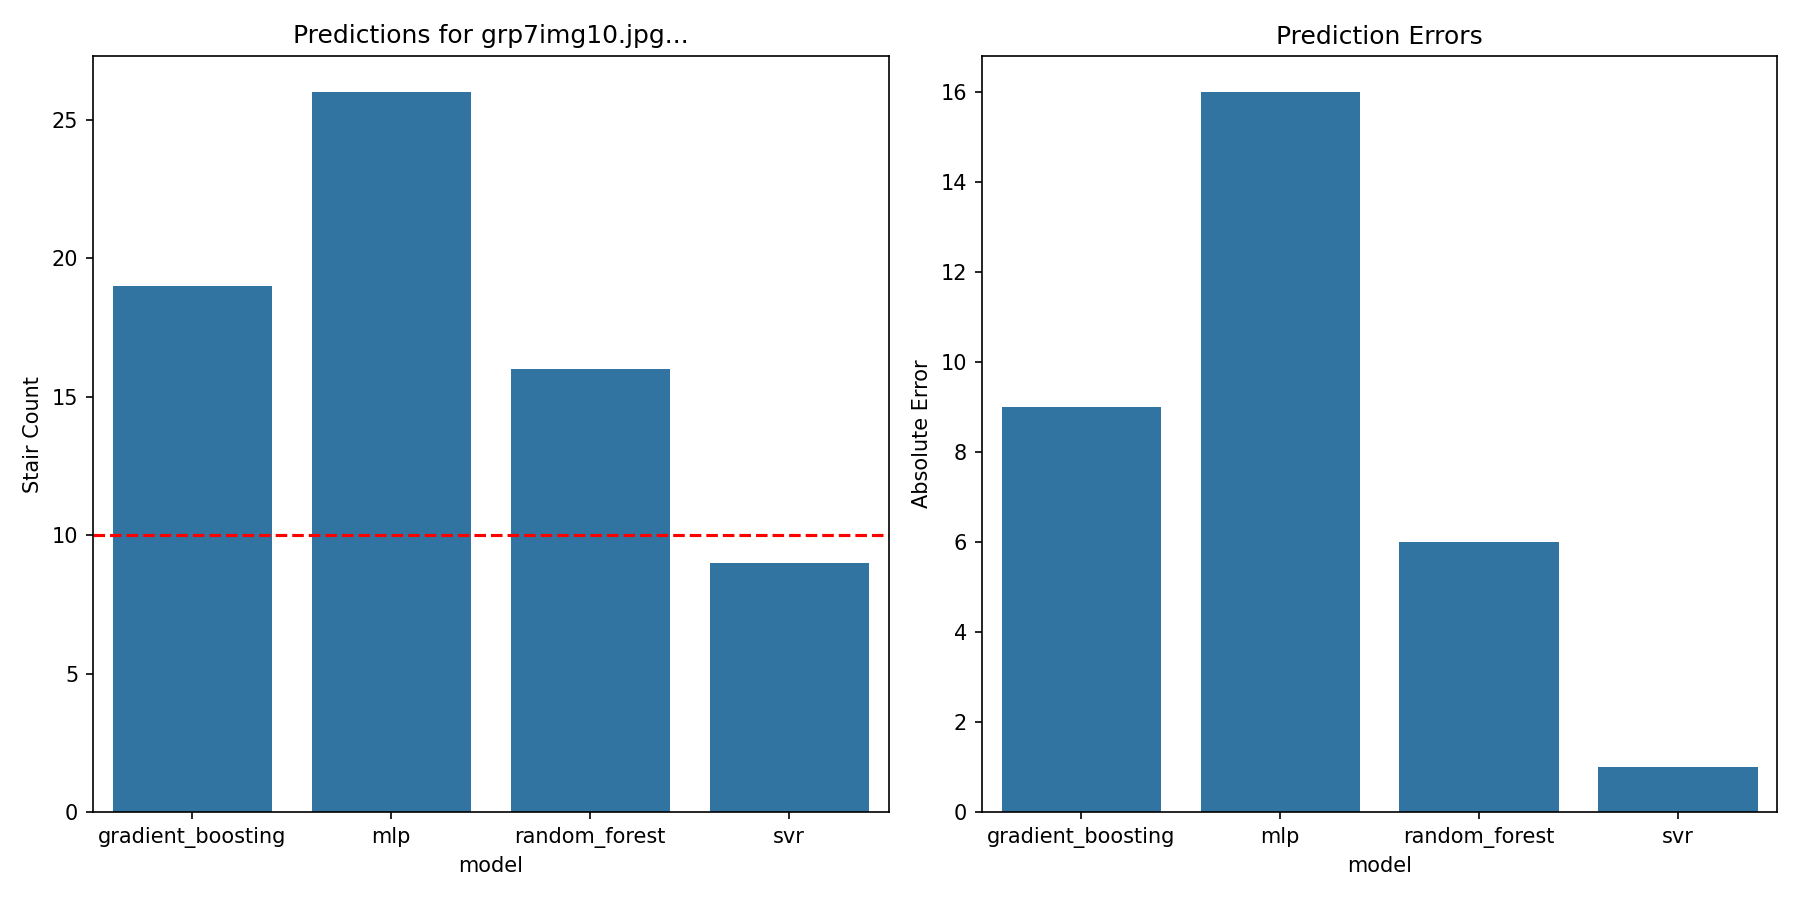 Predictions for grp7img10.jpg...
Stair Count
25
20
15
10
5
0
gradient_boosting mlp random_forest svr
model
Prediction Errors
Absolute Error
16
14
12
10
8
6
4
2
0
gradient_boosting mlp random_forest svr
model